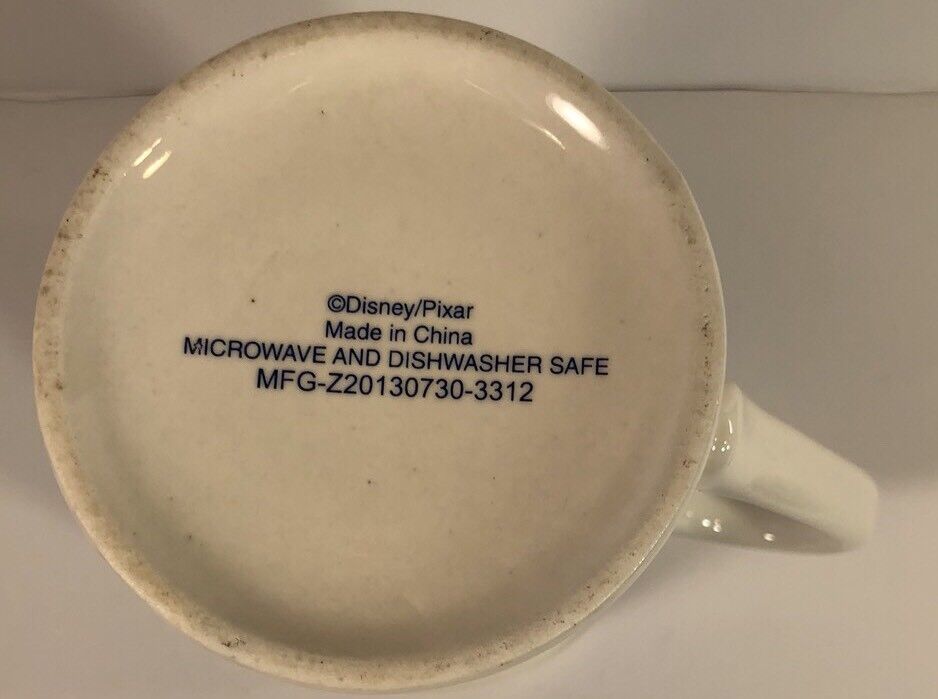 ©Disney/Pixar
Made in China
MICROWAVE AND DISHWASHER SAFE
MFG-Z20130730-3312